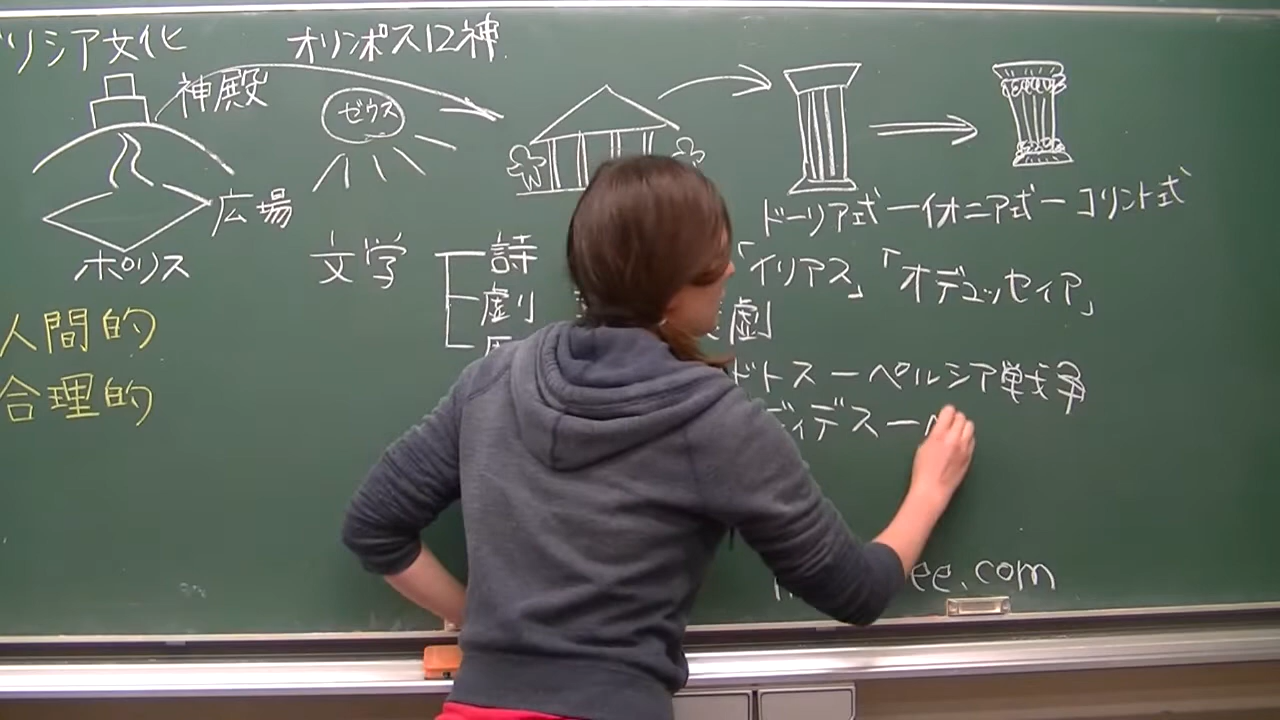 リシア文化 オリンポス12神
神殿
ゼウス
広場
ポリス
ドーリア式ーイオニア式ーコリント式
文学
詩 「イリアス」「オデュッセイア」
劇 劇
ドトスーペルシア戦争
ディデスー
人間的
合理的
ee.com